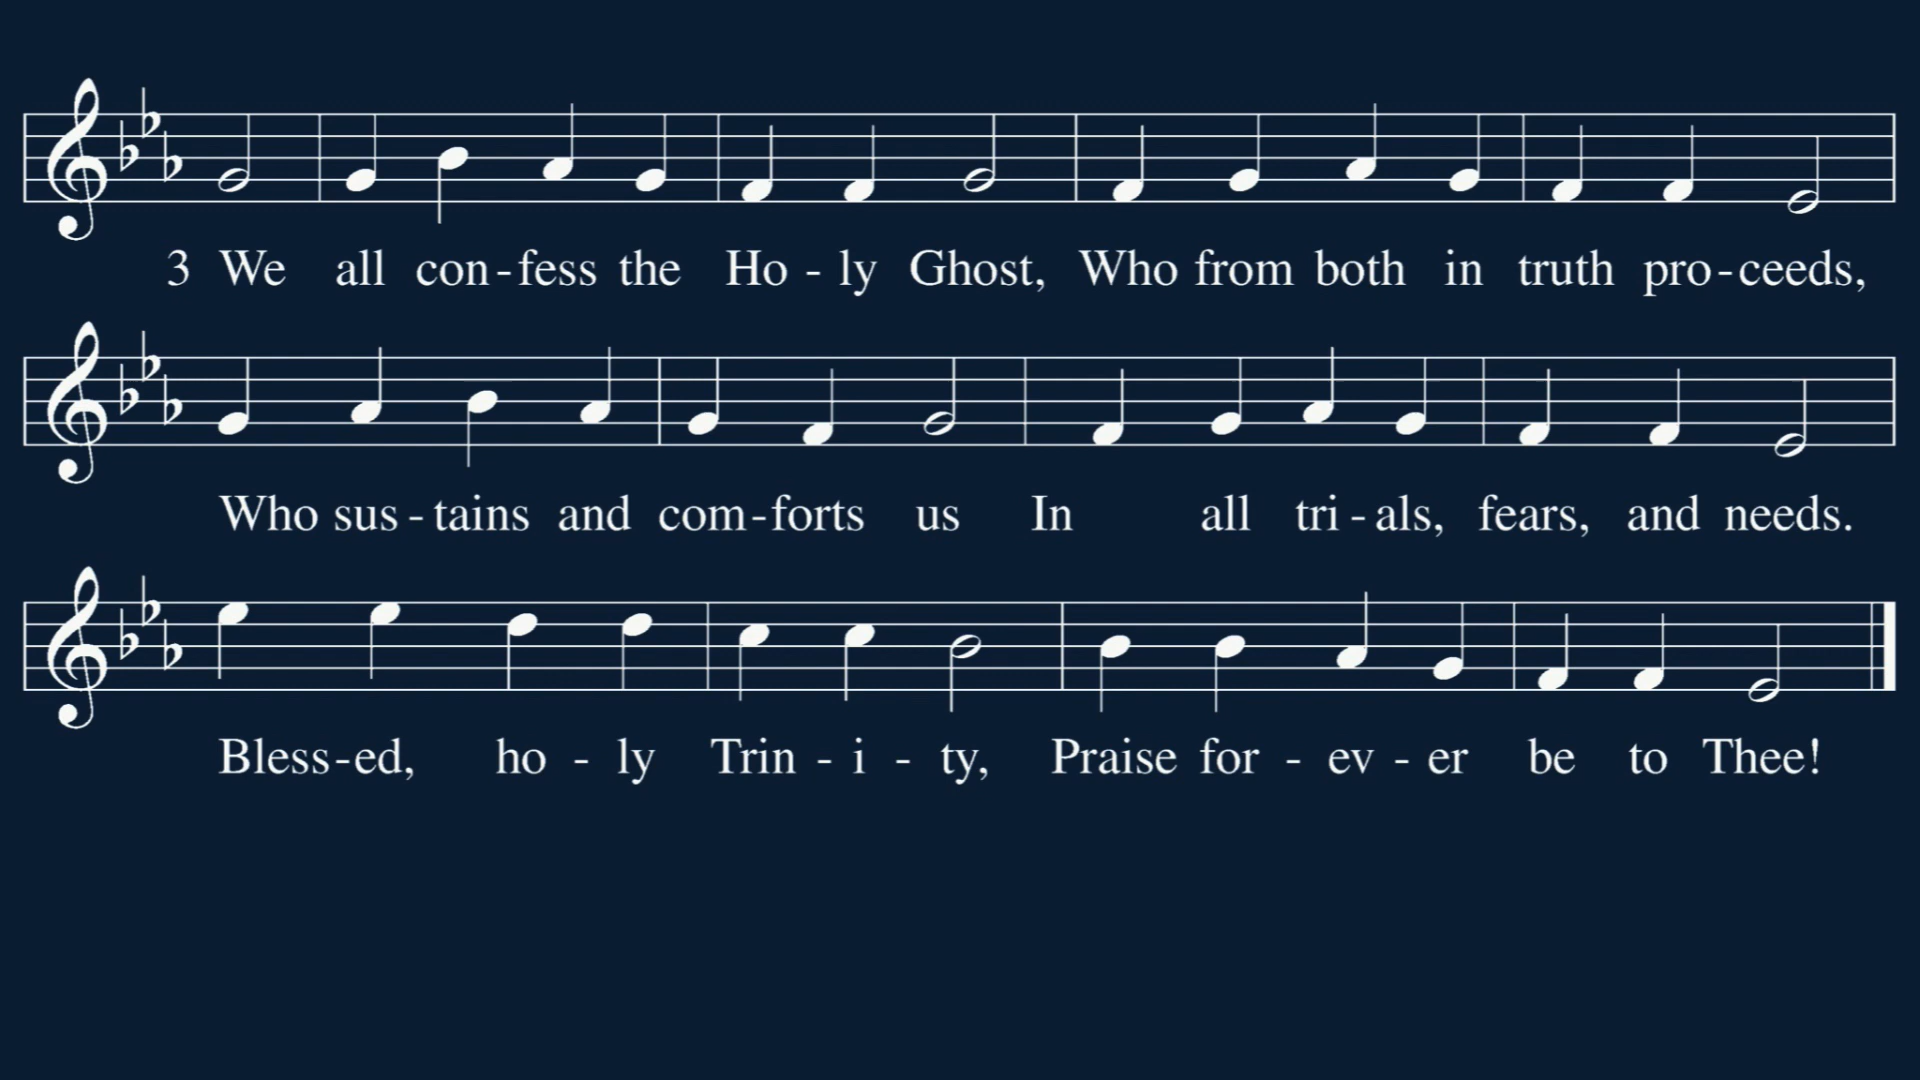 3 We all con-fess the Ho - ly Ghost, Who from both in truth pro-ceeds,
Who sus - tains and com-forts us In all tri - als, fears, and needs.
Bless-ed, ho - ly Trin - i - ty, Praise for - ev - er be to Thee!